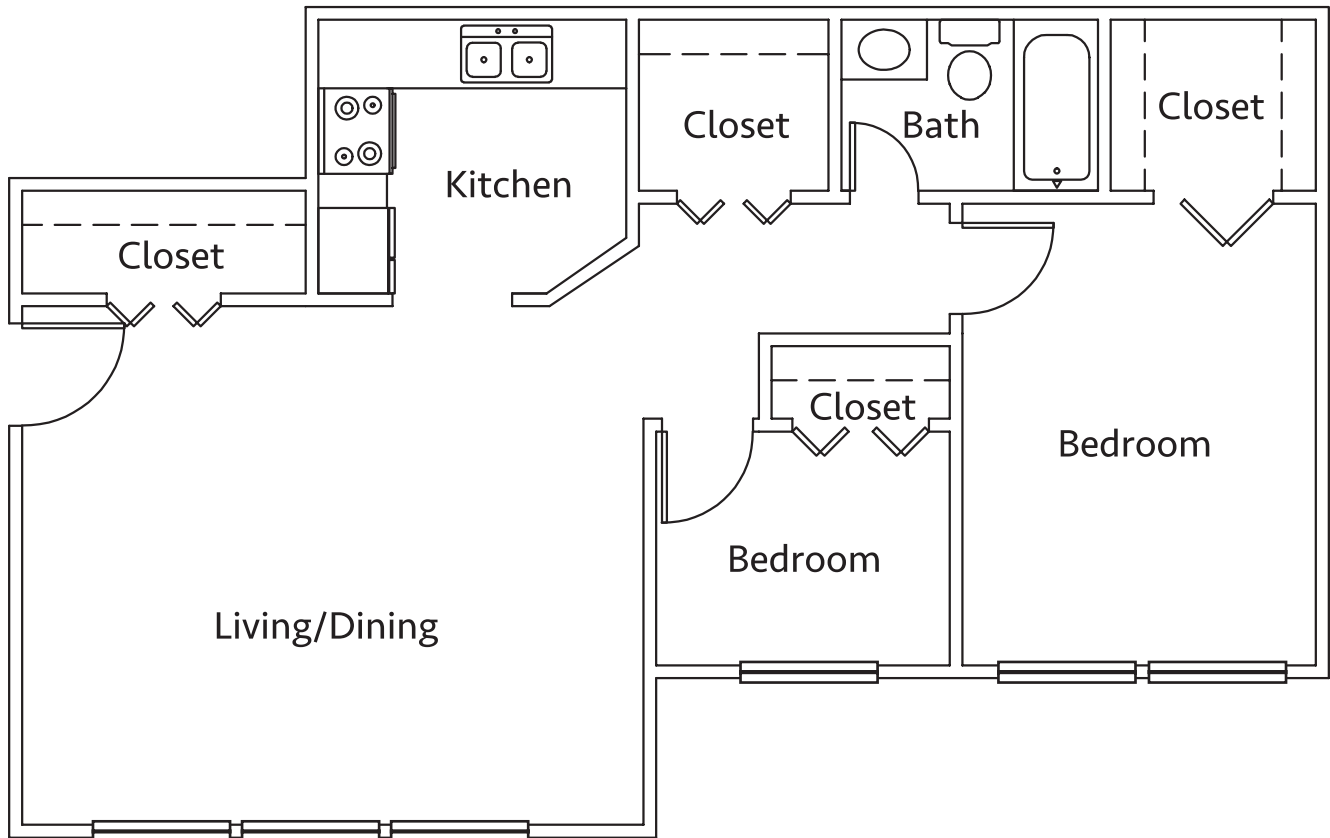 Closet
Bath
Closet
Kitchen
Closet
Closet
Bedroom
Bedroom
Living/Dining